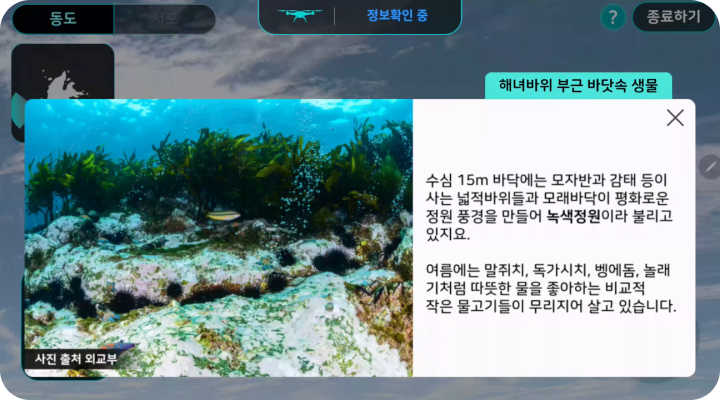 동도
서도
정보확인 중
?
종료하기
해녀바위 부근 바닷속 생물
수심 15m 바닥에는 모자반과 감태 등이
사는 넓적바위들과 모래바닥이 평화로운
정원 풍경을 만들어 녹색정원이라 불리고
있지요.
여름에는 말쥐치, 독가시치, 벵에돔, 놀래
기처럼 따뜻한 물을 좋아하는 비교적
작은 물고기들이 무리지어 살고 있습니다.
사진 출처 외교부